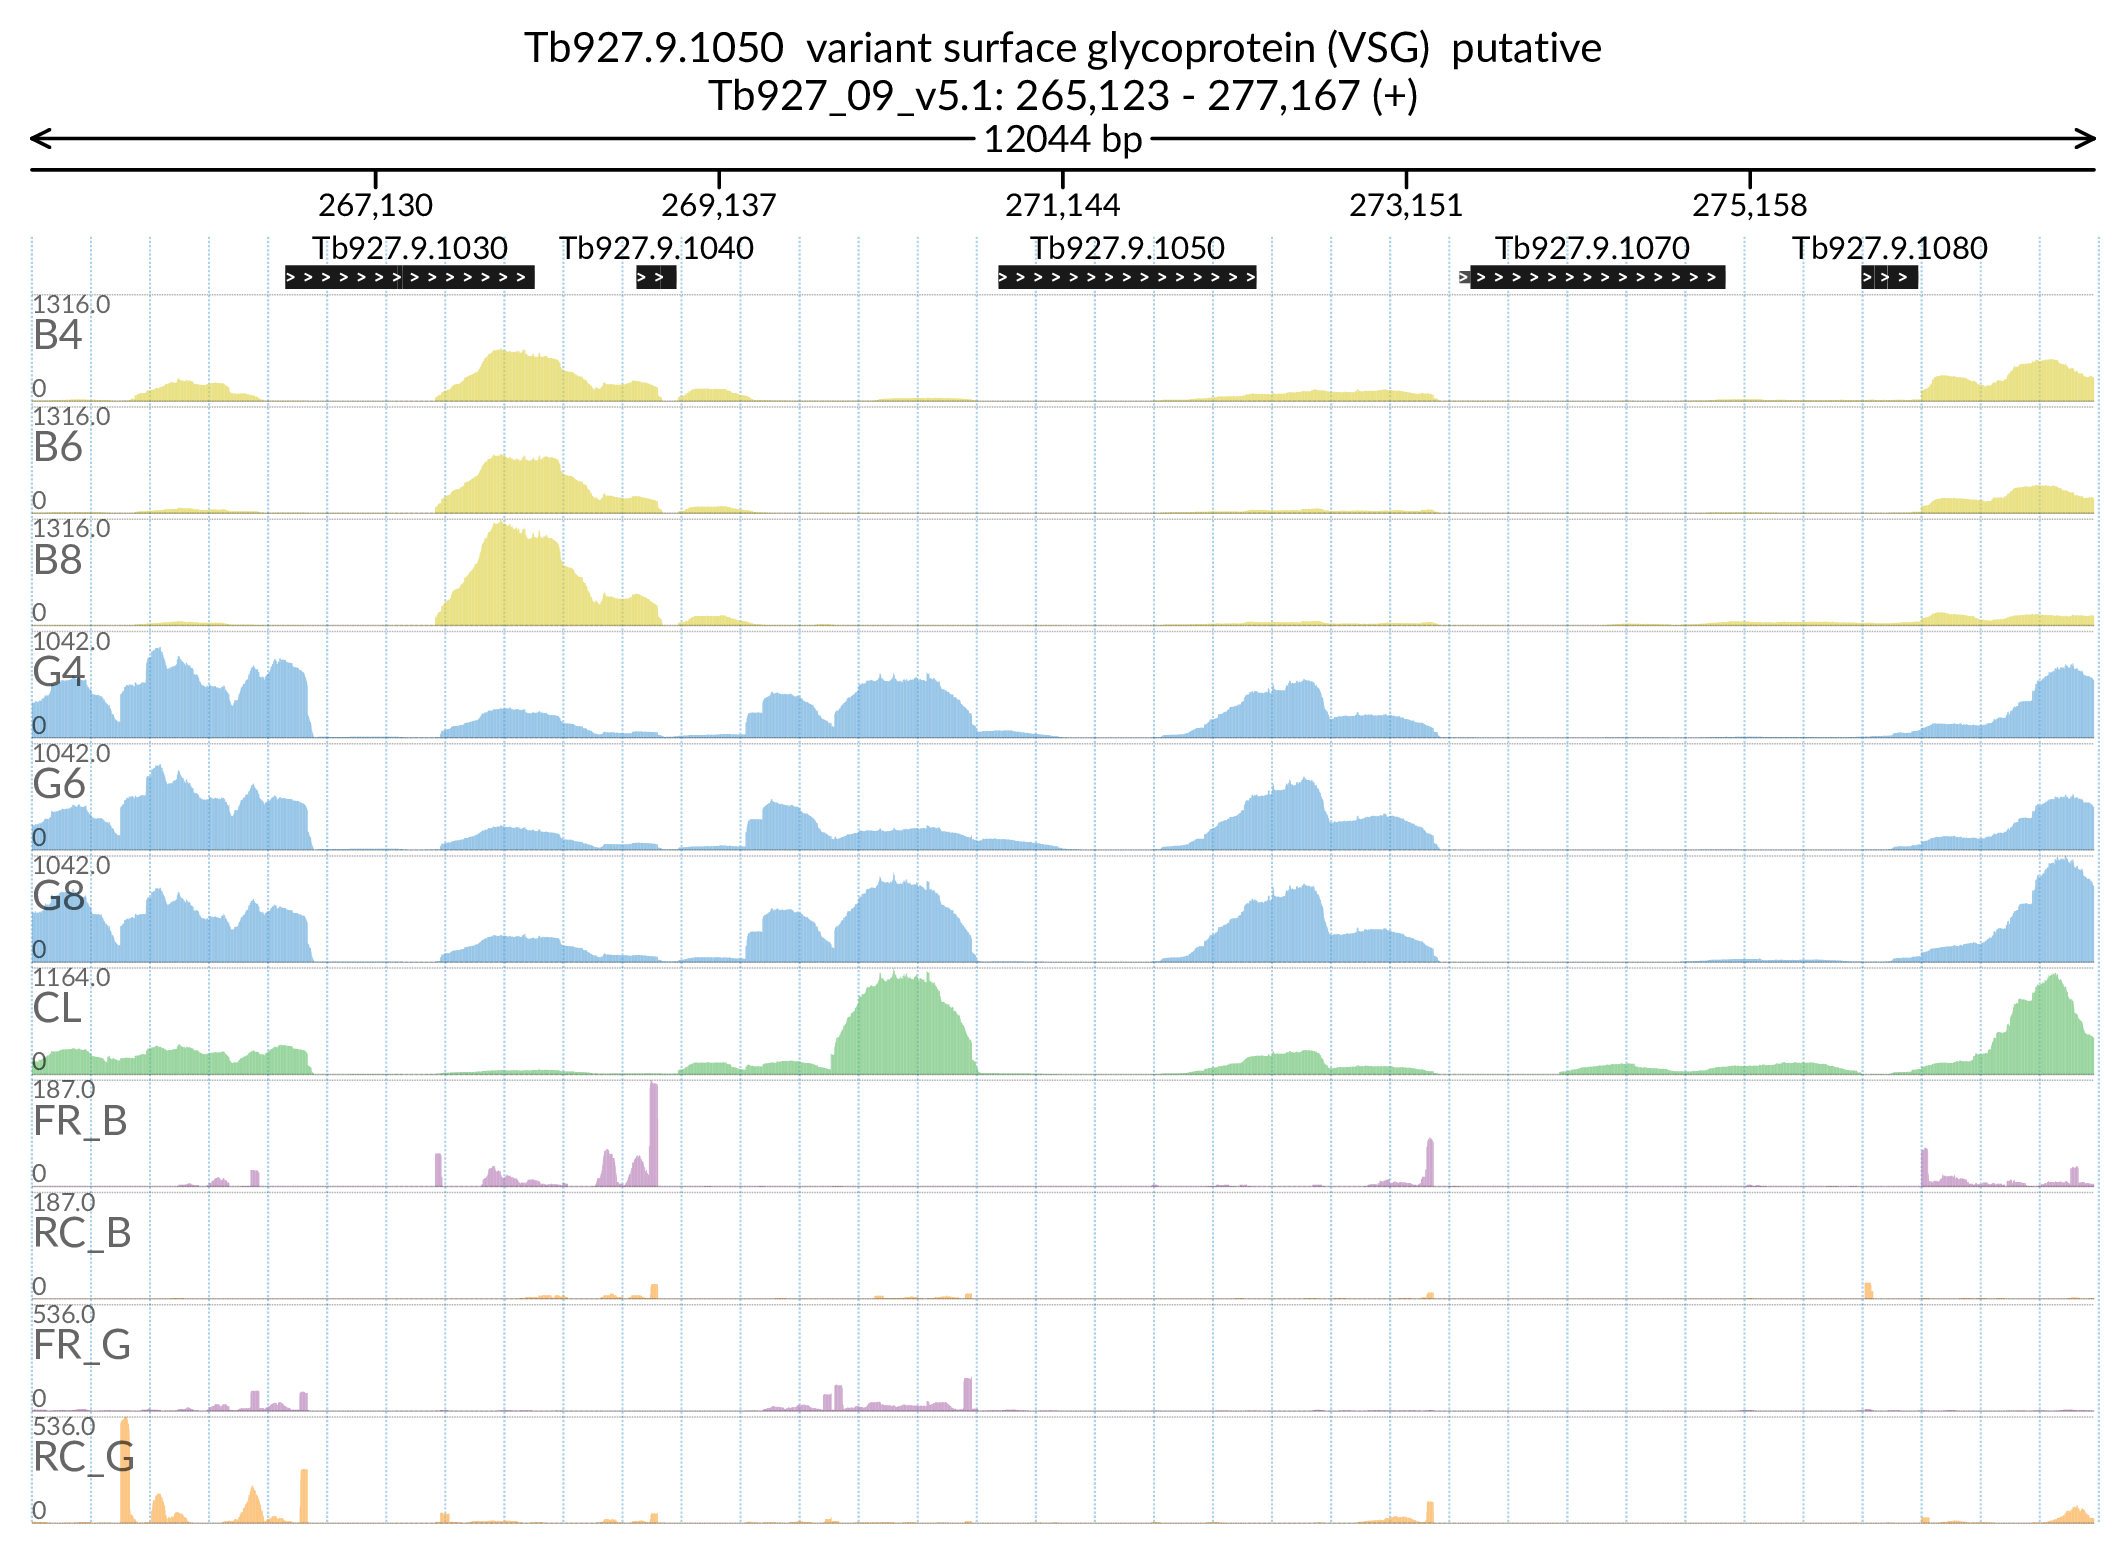 Tb927.9.1050 variant surface glycoprotein (VSG) putative
Tb927_09_v5.1: 265,123 - 277,167 (+)
12044 bp
267,130 269,137 271,144 273,151 275,158
Tb927.9.1030 Tb927.9.1040 Tb927.9.1050 Tb927.9.1070 Tb927.9.1080
1316.0
B4
0
1316.0
B6
0
1316.0
B8
0
1042.0
G4
0
1042.0
G6
0
1042.0
G8
0
1164.0
CL
0
187.0
FR_B
0
187.0
RC_B
0
536.0
FR_G
0
536.0
RC_G
0